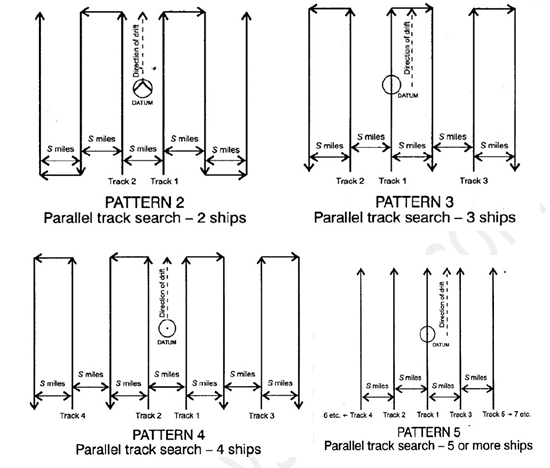 Direction of drift
DATUM
S miles S miles S miles S miles S miles
Track 2 Track 1
PATTERN 2
Parallel track search – 2 ships
Direction of drift
DATUM
S miles S miles S miles S miles
Track 2 Track 1 Track 3
PATTERN 3
Parallel track search – 3 ships
Direction of drift
DATUM
S miles S miles S miles S miles S miles S miles S miles
Track 4 Track 2 Track 1 Track 3
PATTERN 4
Parallel track search – 4 ships
Direction of drift
DATUM
S miles S miles S miles S miles
6 etc. ← Track 4 Track 2 Track 1 Track 3 Track 5 → 7 etc.
PATTERN 5
Parallel track search – 5 or more ships